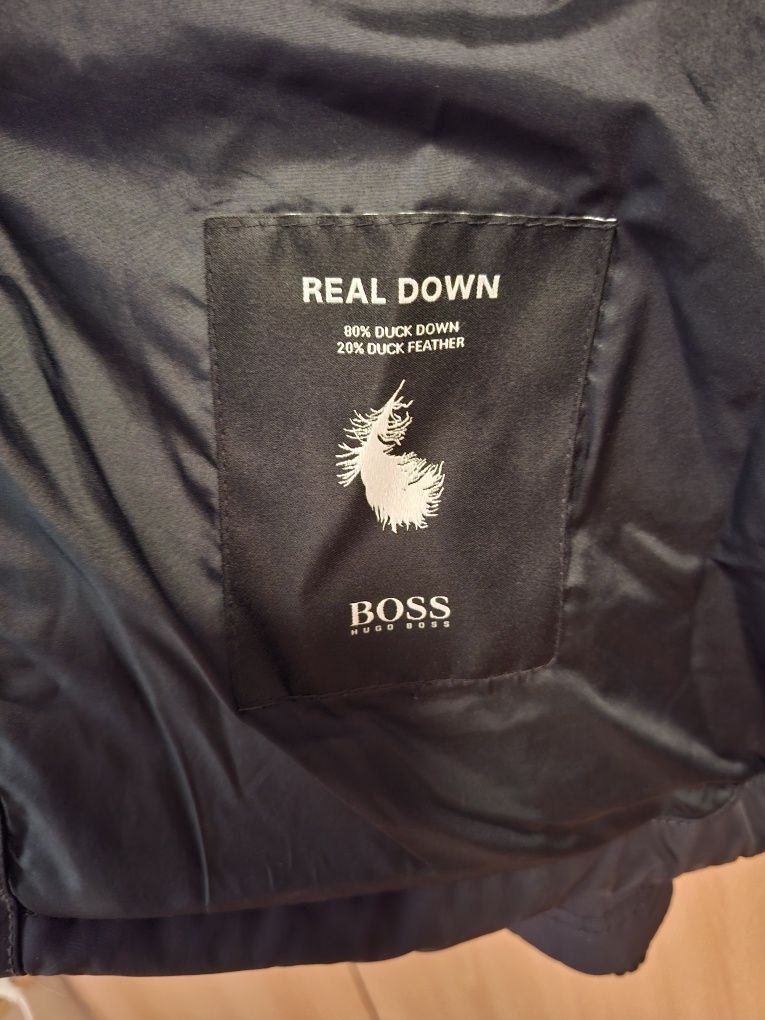 REAL DOWN
80% DUCK DOWN
20% DUCK FEATHER
BOSS
HUGO BOSS